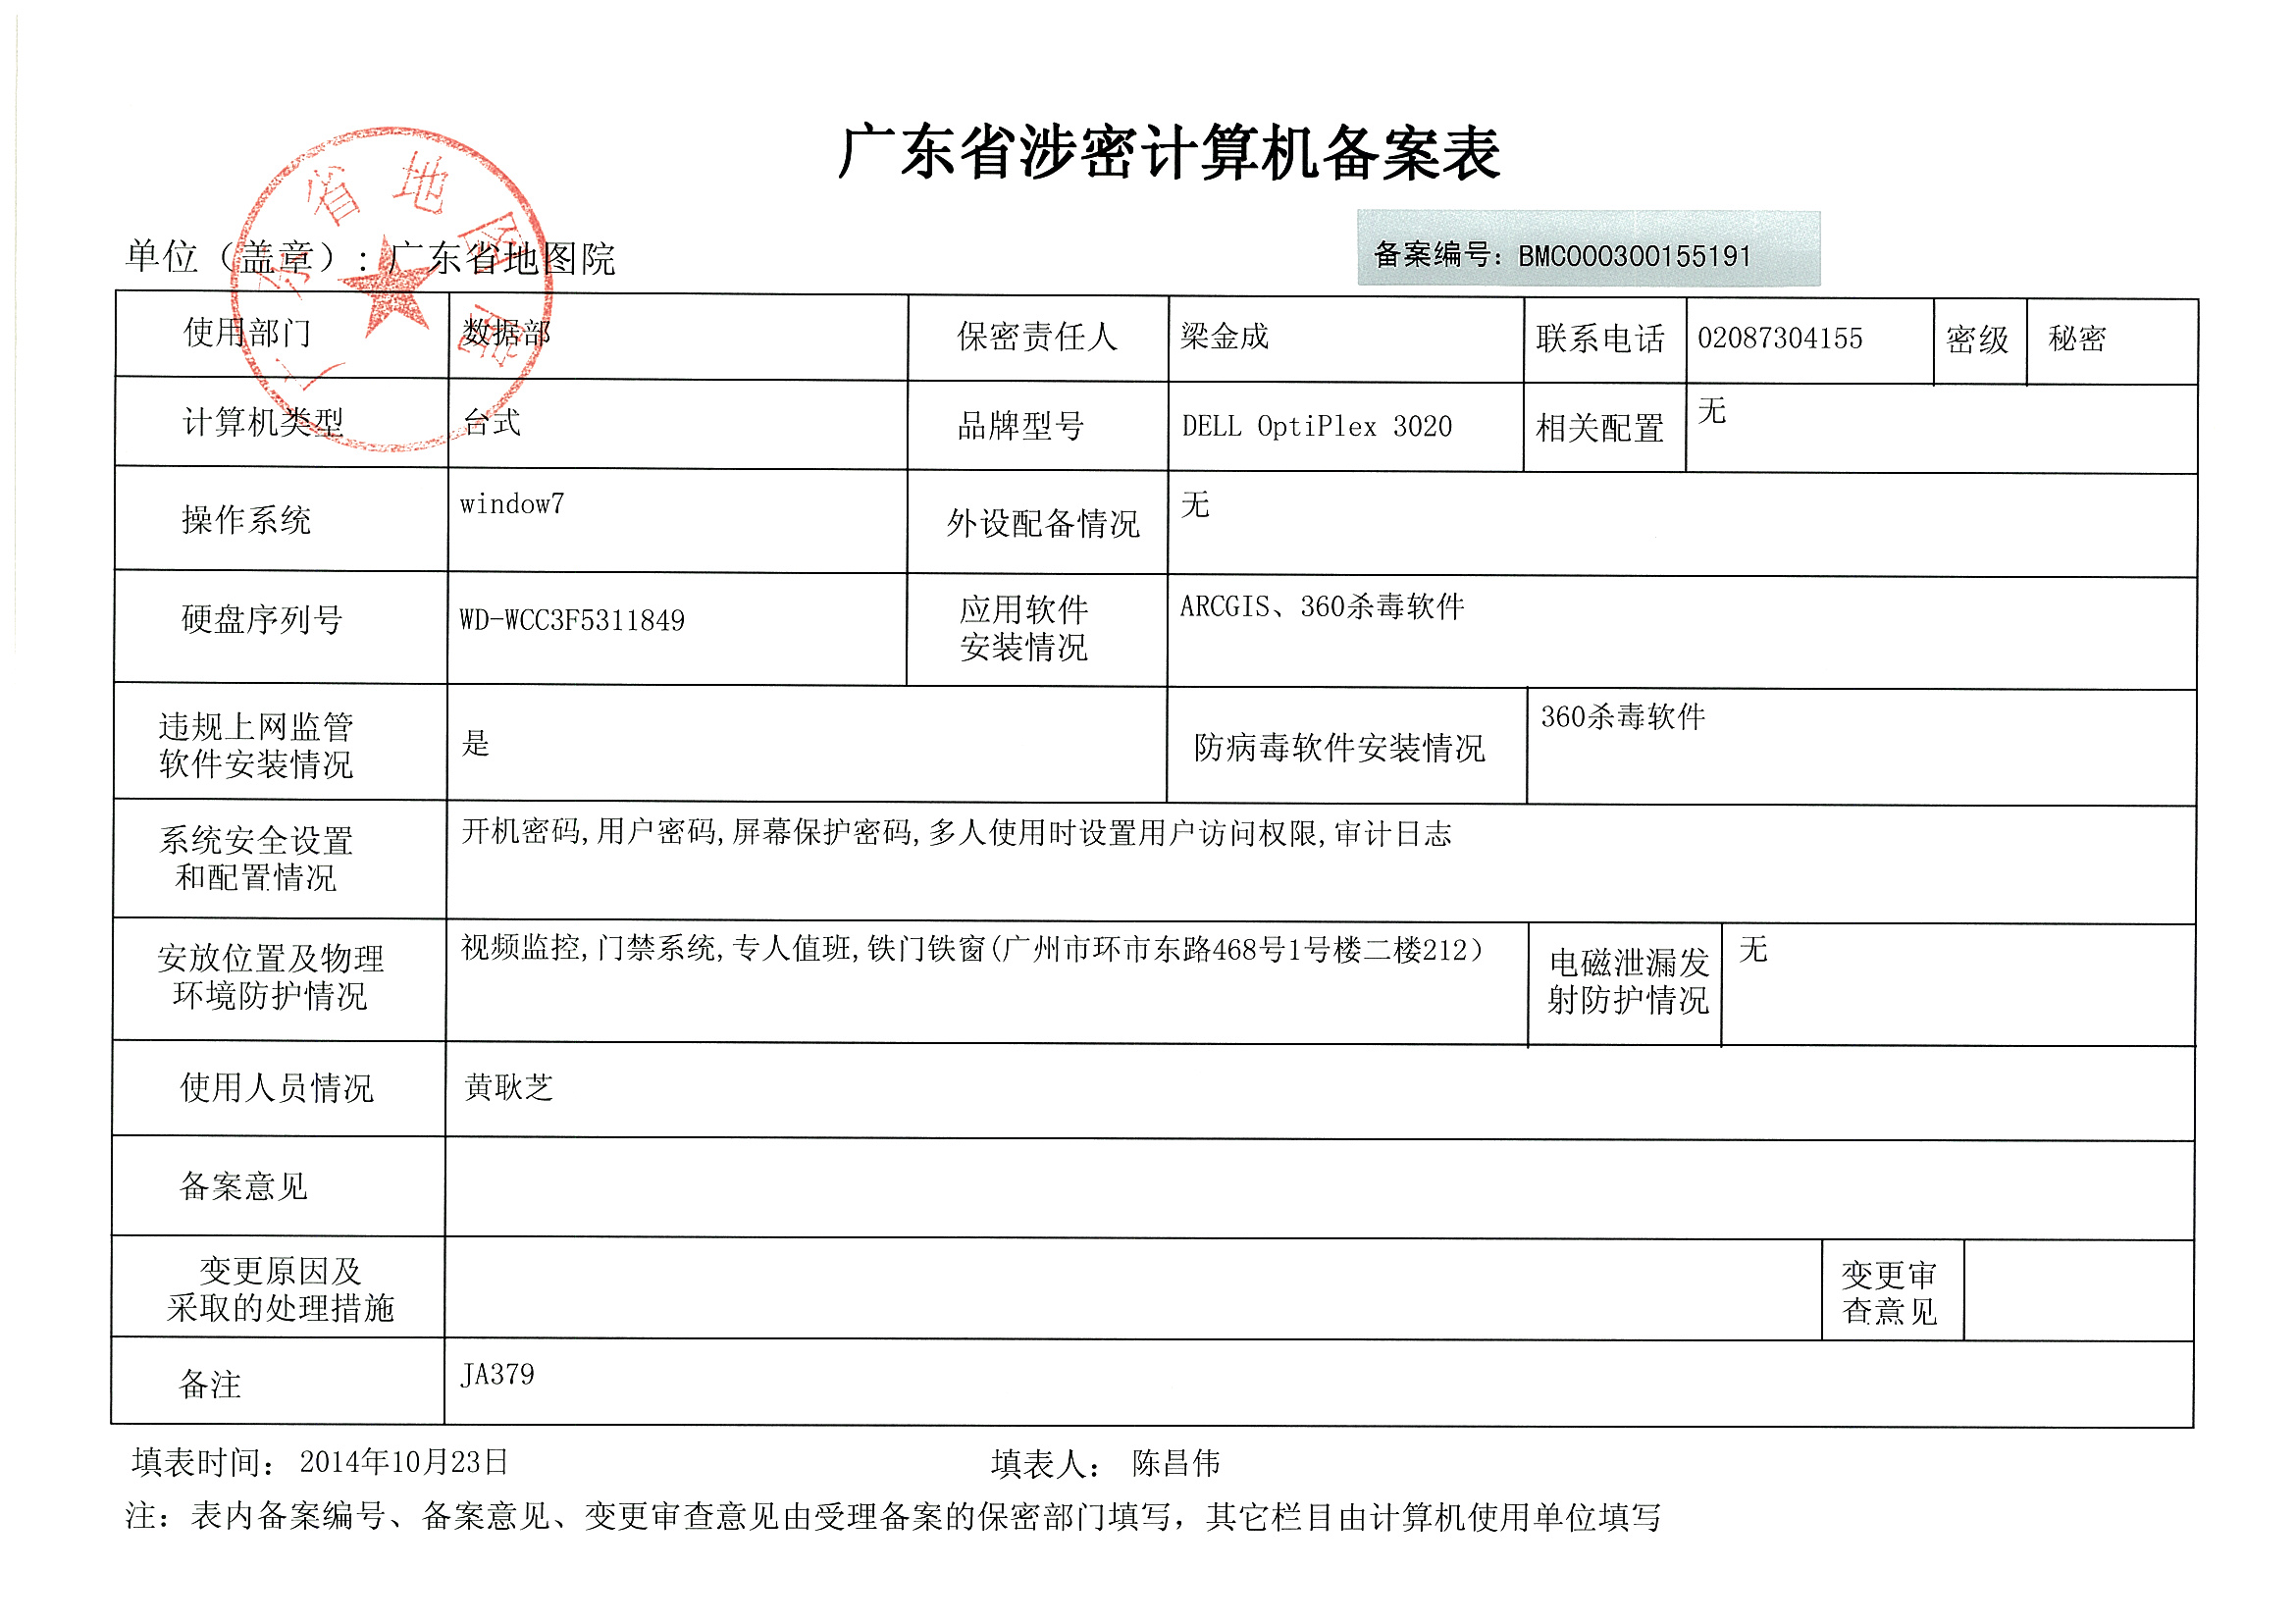 广东省涉密计算机备案表
单位（盖章）: 广东省地图院
备案编号: BMC000300155191
广东省地图院
使用部门 数据部 保密责任人 梁金成 联系电话 02087304155 密级 秘密
计算机类型 台式 品牌型号 DELL OptiPlex 3020 相关配置 无
操作系统 window7 外设配备情况 无
硬盘序列号 WD-WCC3F5311849 应用软件
安装情况 ARCGIS、360杀毒软件
违规上网监管
软件安装情况 是 防病毒软件安装情况 360杀毒软件
系统安全设置
和配置情况 开机密码,用户密码,屏幕保护密码,多人使用时设置用户访问权限,审计日志
安放位置及物理
环境防护情况 视频监控,门禁系统,专人值班,铁门铁窗(广州市环市东路468号1号楼二楼212） 电磁泄漏发
射防护情况 无
使用人员情况 黄耿芝
备案意见
变更原因及
采取的处理措施 变更审
查意见
备注 JA379
填表时间: 2014年10月23日 填表人: 陈昌伟
注: 表内备案编号、备案意见、变更审查意见由受理备案的保密部门填写，其它栏目由计算机使用单位填写